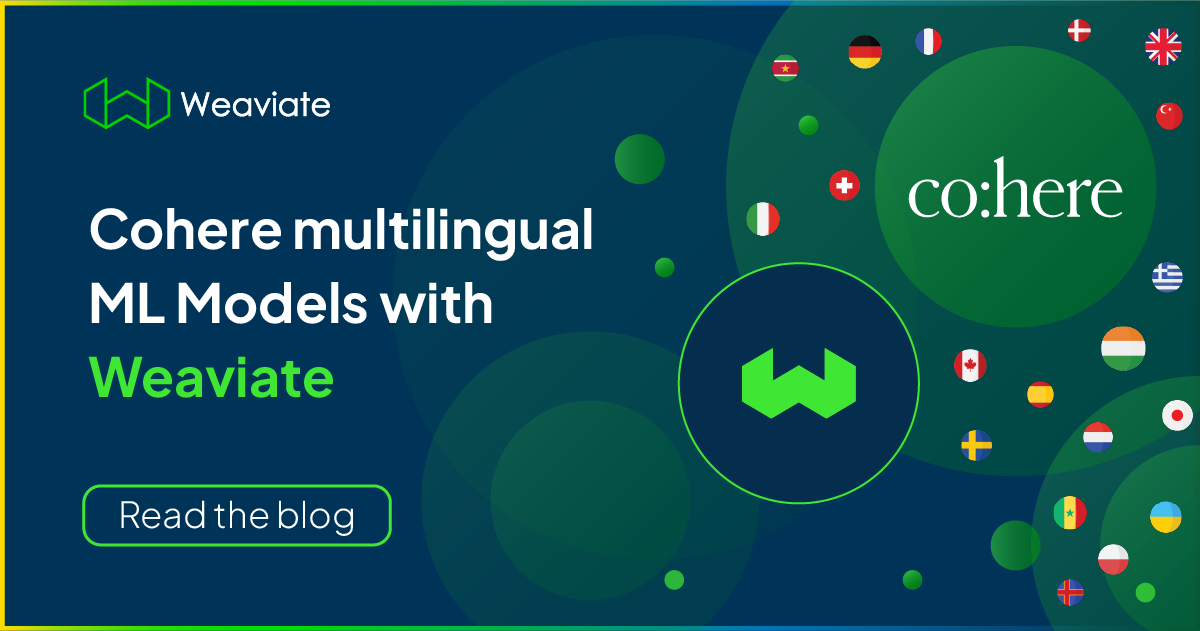 Weaviate
Cohere multilingual
ML Models with
Weaviate
Read the blog
co:here